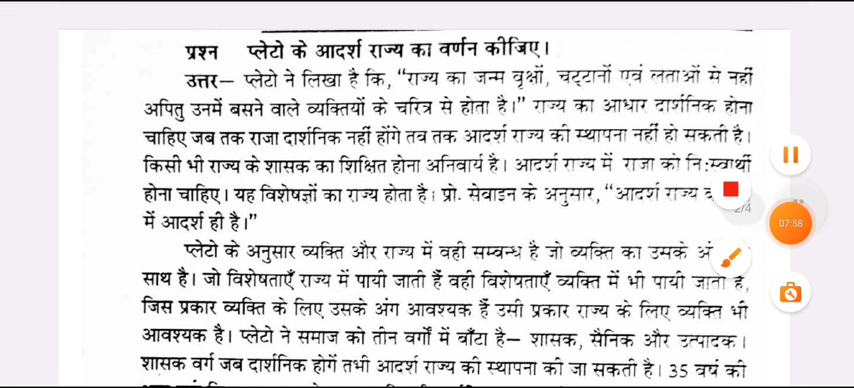 प्रश्न प्लेटो के आदर्श राज्य का वर्णन कीजिए।
उत्तर— प्लेटो ने लिखा है कि, “राज्य का जन्म वृक्षों, चट्टानों एवं लताओं से नहीं
अपितु उनमें बसने वाले व्यक्तियों के चरित्र से होता है।” राज्य का आधार दार्शनिक होना
चाहिए जब तक राजा दार्शनिक नहीं होंगे तब तक आदर्श राज्य की स्थापना नहीं हो सकती है।
किसी भी राज्य के शासक का शिक्षित होना अनिवार्य है। आदर्श राज्य में राजा को नि:स्वार्थी
होना चाहिए। यह विशेषज्ञों का राज्य होता है। प्रो. सेवाइन के अनुसार, “आदर्श राज्य
2/4
में आदर्श ही है।”
07:58
प्लेटो के अनुसार व्यक्ति और राज्य में वही सम्बन्ध है जो व्यक्ति का उसके
साथ है। जो विशेषताएँ राज्य में पायी जाती हैं वही विशेषताएँ व्यक्ति में भी पायी जाती है,
जिस प्रकार व्यक्ति के लिए उसके अंग आवश्यक हैं उसी प्रकार राज्य के लिए व्यक्ति भी
आवश्यक है। प्लेटो ने समाज को तीन वर्गों में बाँटा है— शासक, सैनिक और उत्पादक।
शासक वर्ग जब दार्शनिक होगें तभी आदर्श राज्य की स्थापना की जा सकती है। 35 वर्ष की